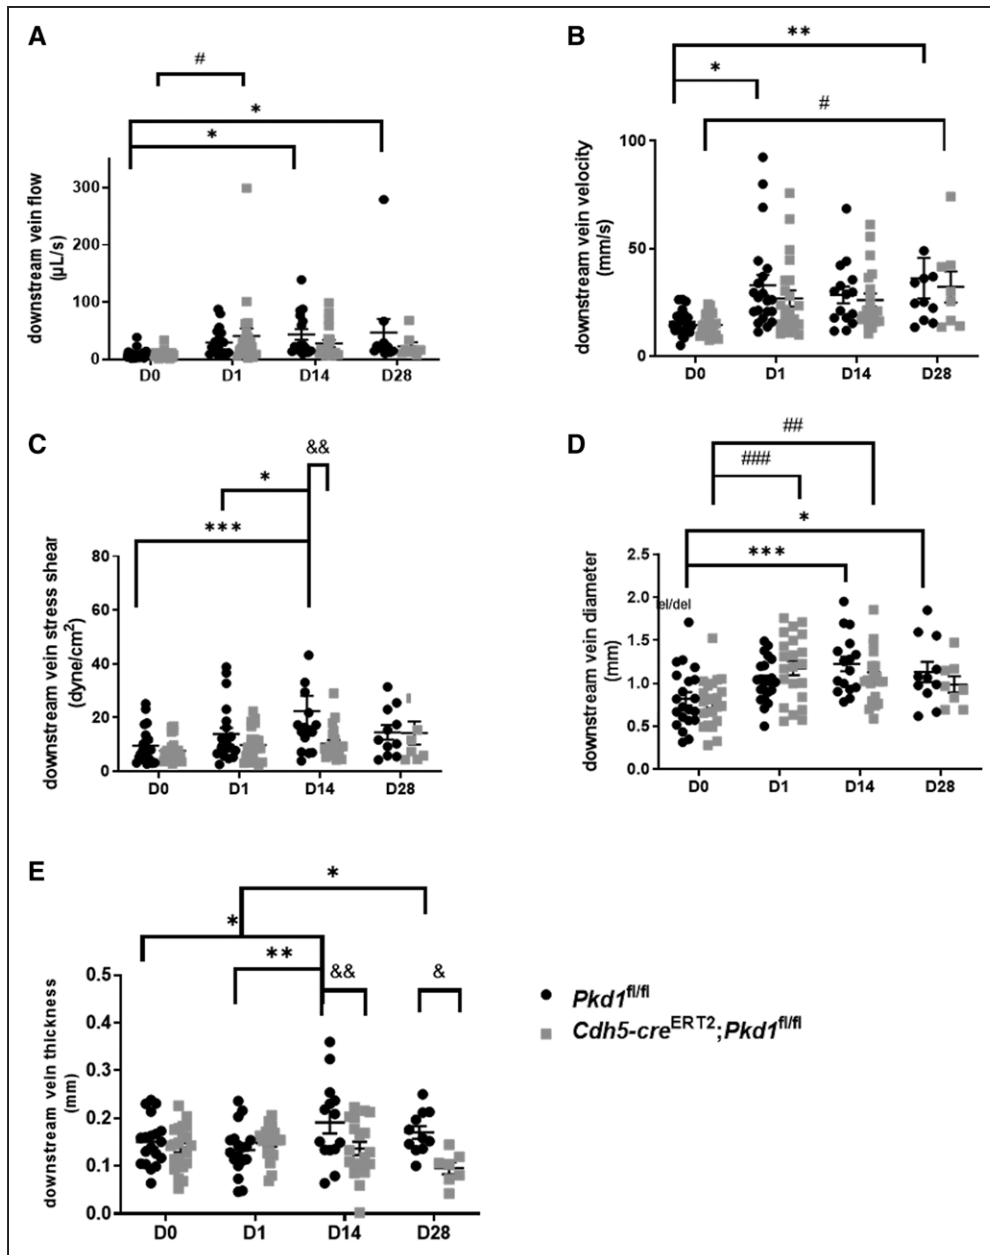 A
#
*
*
downstream vein flow
(µL/s)
300
200
100
0
D0 D1 D14 D28
B
**
*
#
downstream vein velocity
(mm/s)
100
50
0
D0 D1 D14 D28
C
&&
*
***
downstream vein stress shear
(dyne/cm²)
80
60
40
20
0
D0 D1 D14 D28
D
##
###
*
***
el/del
downstream vein diameter
(mm)
2.5
2.0
1.5
1.0
0.5
0.0
D0 D1 D14 D28
E
*
*
**
&&
&
downstream vein thickness
(mm)
0.5
0.4
0.3
0.2
0.1
0.0
D0 D1 D14 D28
Pkd1fl/fl
Cdh5-creERT2;Pkd1fl/fl